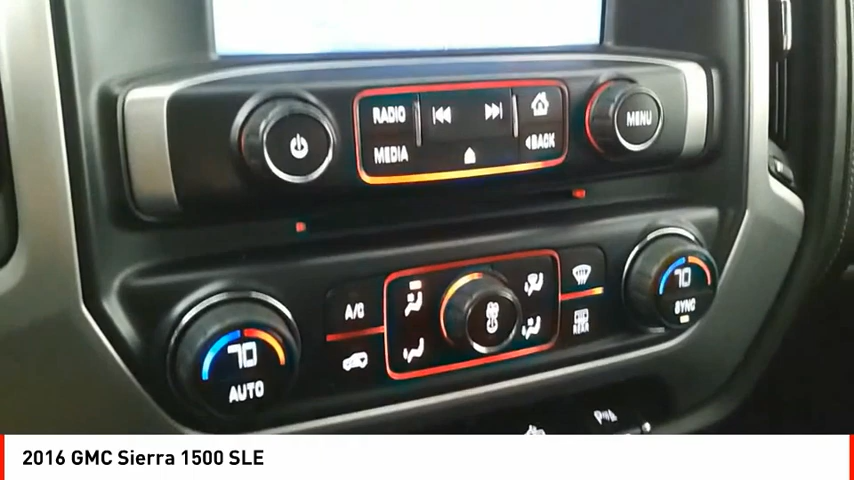 RADIO
MEDIA
BACK
MENU
A/C
70
AUTO
REAR
70
SYNC
2016 GMC Sierra 1500 SLE